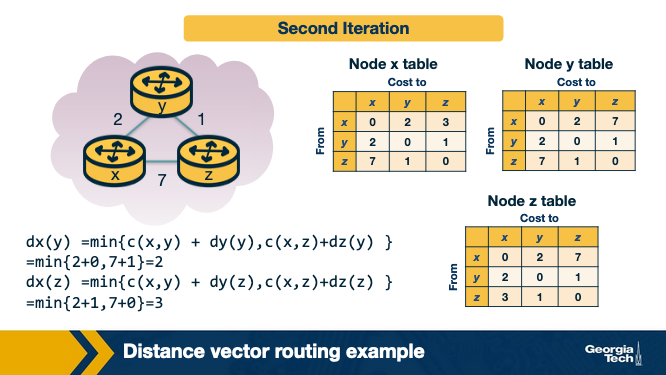 Second Iteration
y
2
1
x
z
7
Node x table
Cost to
x y z
From
x 0 2 3
y 2 0 1
z 7 1 0
Node y table
Cost to
x y z
From
x 0 2 7
y 2 0 1
z 7 1 0
Node z table
Cost to
x y z
From
x 0 2 7
y 2 0 1
z 3 1 0
dx(y) =min{c(x,y) + dy(y),c(x,z)+dz(y) }
=min{2+0,7+1}=2
dx(z) =min{c(x,y) + dy(z),c(x,z)+dz(z) }
=min{2+1,7+0}=3
Distance vector routing example
Georgia
Tech